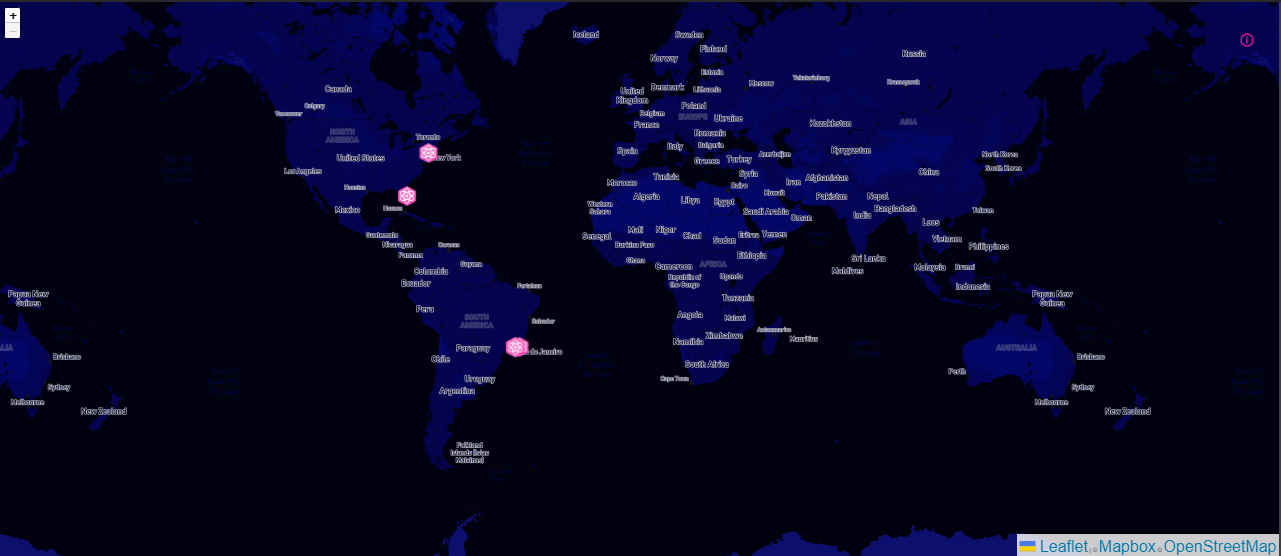 +
−
Iceland
Sweden
Finland
Norway
Russia
Estonia
Moscow
Yekaterinburg
Krasnoyarsk
Canada
United
Kingdom
Denmark
Lithuania
Calgary
Vancouver
Poland
Belgium
EUROPE
Ukraine
France
Kazakhstan
ASIA
NORTH
AMERICA
Toronto
Romania
Bulgaria
Italy
Spain
Kyrgyzstan
North Korea
United States
Greece
Turkey
Azerbaijan
South Korea
Los Angeles
Syria
China
Tunisia
Iran
Afghanistan
Morocco
Cairo
Houston
Kuwait
Algeria
Libya
Egypt
Pakistan
Nepal
Western
Sahara
Saudi Arabia
Oman
Bangladesh
India
Taiwan
Mexico
Havana
Laos
Mali
Niger
Chad
Senegal
Eritrea
Yemen
Guatemala
Sudan
Vietnam
Nicaragua
Caracas
Burkina Faso
Philippines
Panama
Ethiopia
Ghana
Sri Lanka
Guyana
Cameroon
AFRICA
Colombia
Maldives
Malaysia
Brunei
Republic of
the Congo
Uganda
Ecuador
Fortaleza
Indonesia
Papua New
Guinea
Tanzania
Papua New
Guinea
Peru
Angola
Malawi
SOUTH
AMERICA
Salvador
Antananarivo
Zimbabwe
Mauritius
Namibia
Paraguay
de Janeiro
AUSTRALIA
Brisbane
Chile
South Africa
Brisbane
Perth
Uruguay
Cape Town
Sydney
Argentina
Sydney
Melbourne
Melbourne
New Zealand
New Zealand
Falkland
Islands (Islas
Malvinas)
Leaflet | © Mapbox © OpenStreetMap